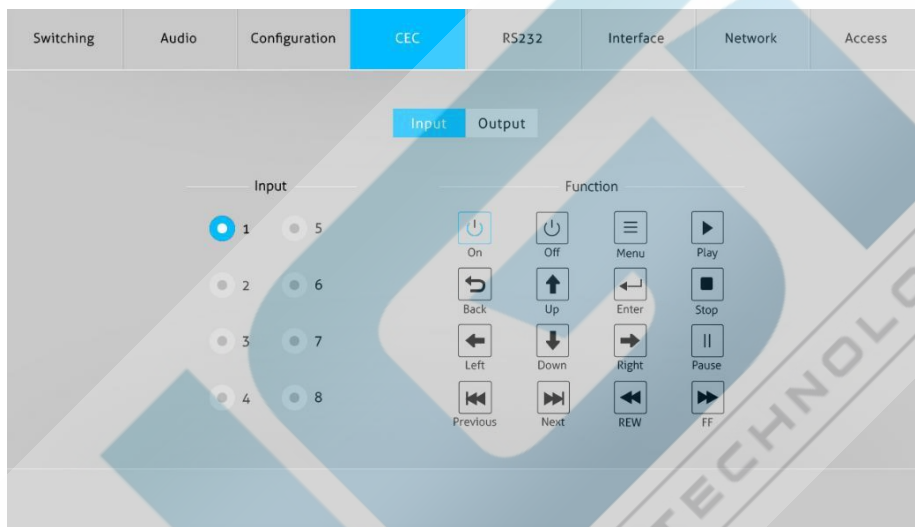 Switching Audio Configuration CEC RS232 Interface Network Access
Input Output
Input
Function
1 5
2 6
3 7
4 8
On Off Menu Play
Back Up Enter Stop
Left Down Right Pause
Previous Next REW FF